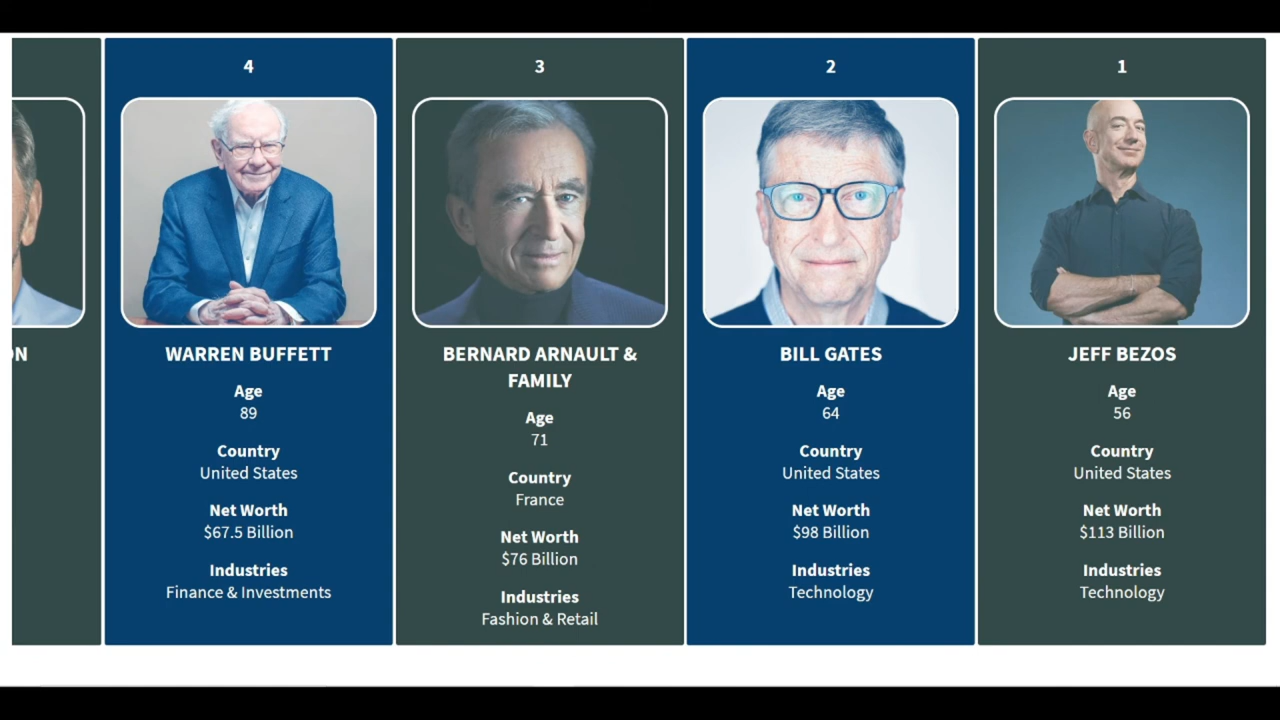 4
WARREN BUFFETT
Age
89
Country
United States
Net Worth
$67.5 Billion
Industries
Finance & Investments
3
BERNARD ARNAULT &
FAMILY
Age
71
Country
France
Net Worth
$76 Billion
Industries
Fashion & Retail
2
BILL GATES
Age
64
Country
United States
Net Worth
$98 Billion
Industries
Technology
1
JEFF BEZOS
Age
56
Country
United States
Net Worth
$113 Billion
Industries
Technology